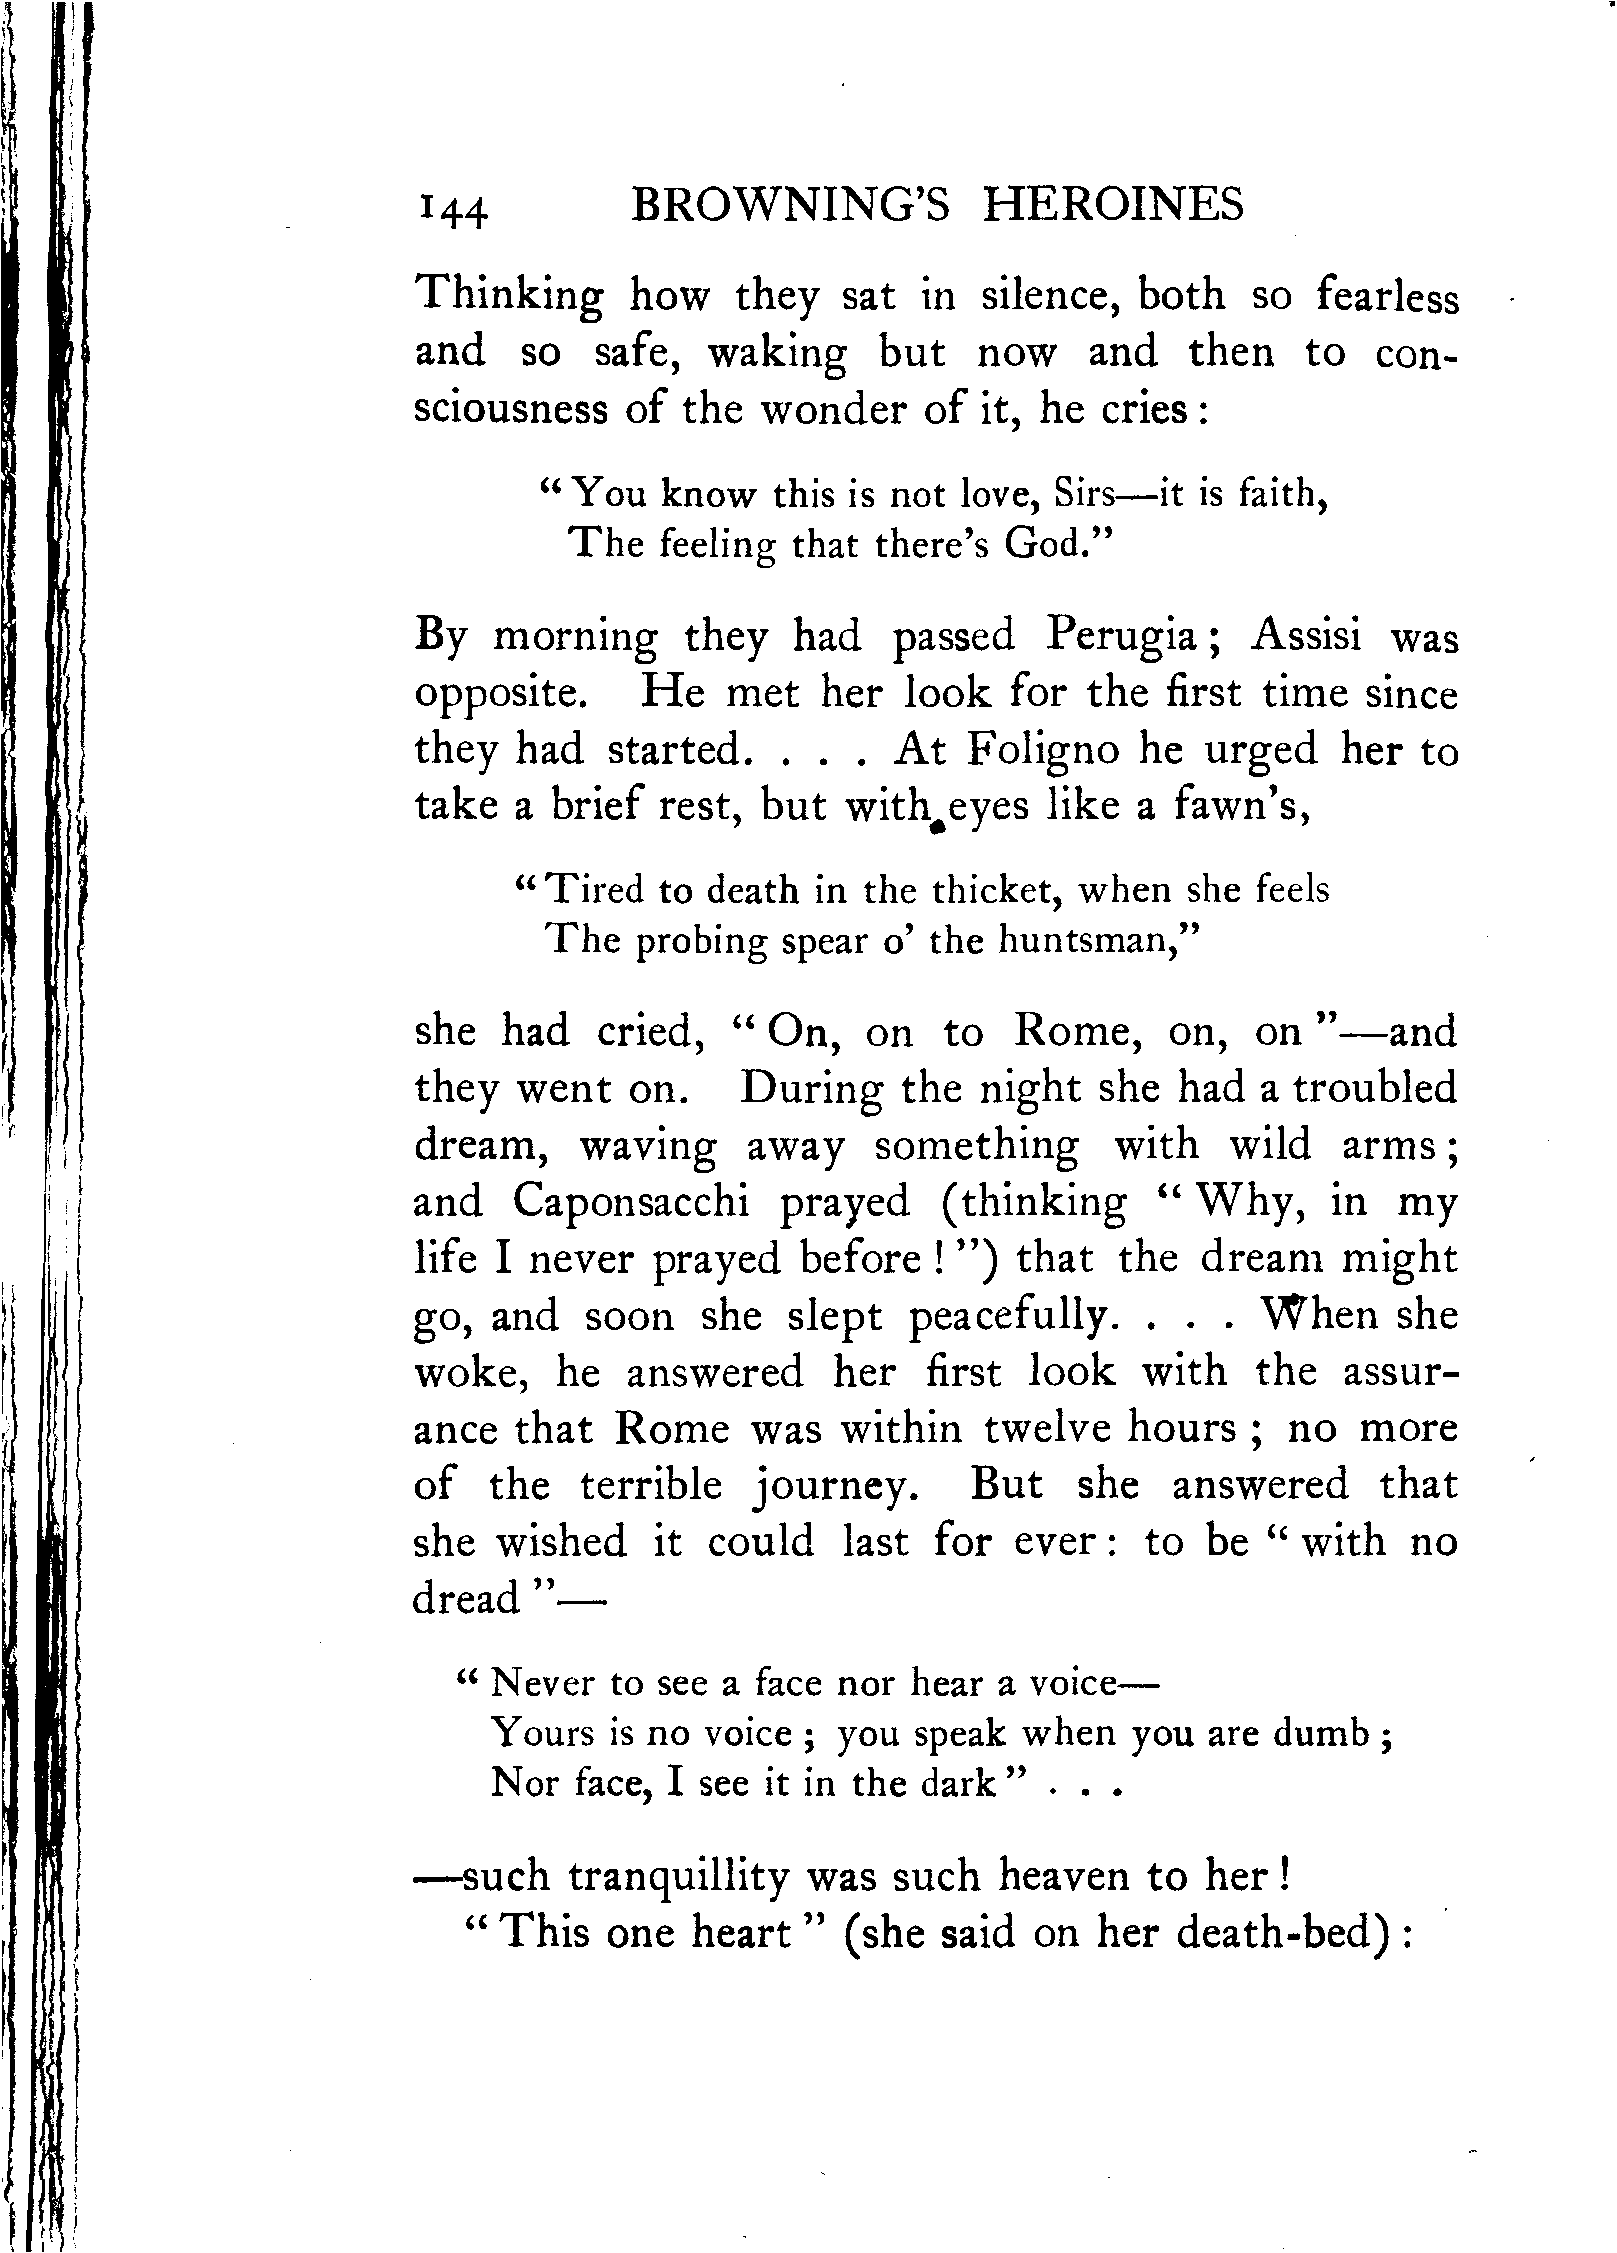 144 BROWNING'S HEROINES
Thinking how they sat in silence, both so fearless
and so safe, waking but now and then to con-
sciousness of the wonder of it, he cries :
“ You know this is not love, Sirs—it is faith,
The feeling that there's God.”
By morning they had passed Perugia ; Assisi was
opposite. He met her look for the first time since
they had started. . . . At Foligno he urged her to
take a brief rest, but with eyes like a fawn's,
“ Tired to death in the thicket, when she feels
The probing spear o' the huntsman,”
she had cried, “ On, on to Rome, on, on ”—and
they went on. During the night she had a troubled
dream, waving away something with wild arms ;
and Caponsacchi prayed (thinking “ Why, in my
life I never prayed before ! ”) that the dream might
go, and soon she slept peacefully. . . . When she
woke, he answered her first look with the assur-
ance that Rome was within twelve hours ; no more
of the terrible journey. But she answered that
she wished it could last for ever : to be “ with no
dread ”—
“ Never to see a face nor hear a voice—
Yours is no voice ; you speak when you are dumb ;
Nor face, I see it in the dark ” . . .
—such tranquillity was such heaven to her !
“ This one heart ” (she said on her death-bed) :